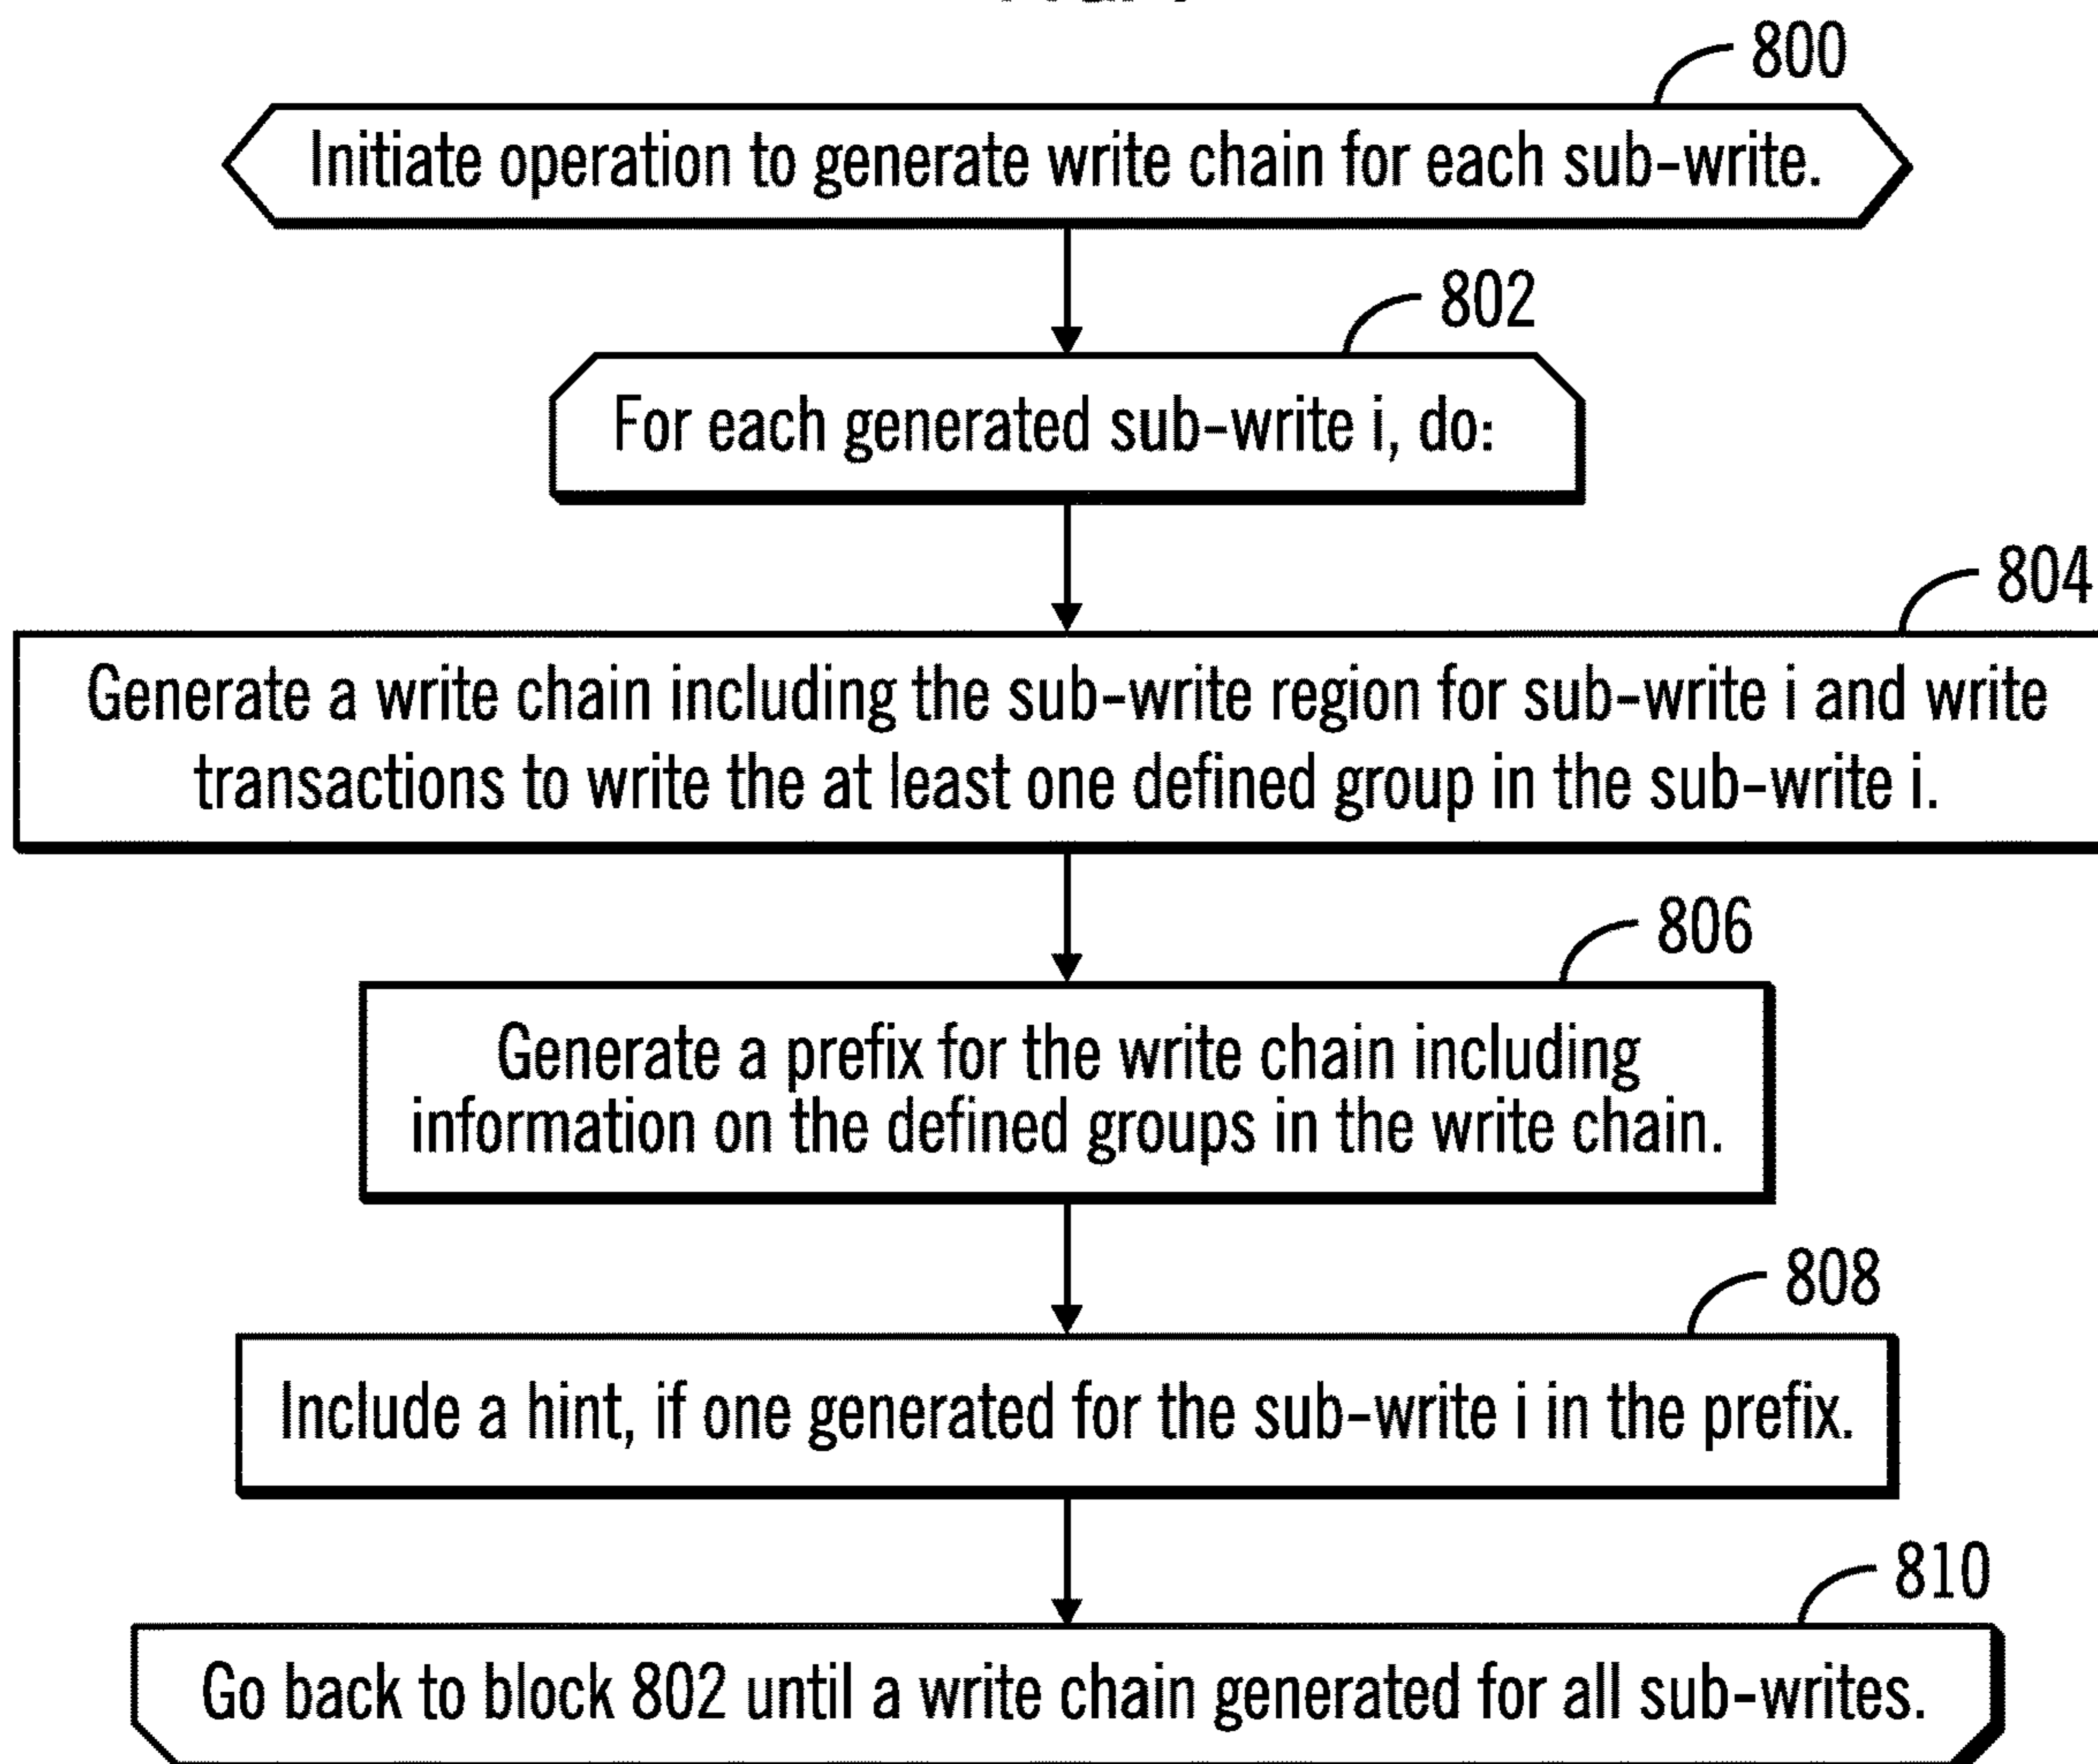 800
Initiate operation to generate write chain for each sub-write.
802
For each generated sub-write i, do:
804
Generate a write chain including the sub-write region for sub-write i and write
transactions to write the at least one defined group in the sub-write i.
806
Generate a prefix for the write chain including
information on the defined groups in the write chain.
808
Include a hint, if one generated for the sub-write i in the prefix.
810
Go back to block 802 until a write chain generated for all sub-writes.